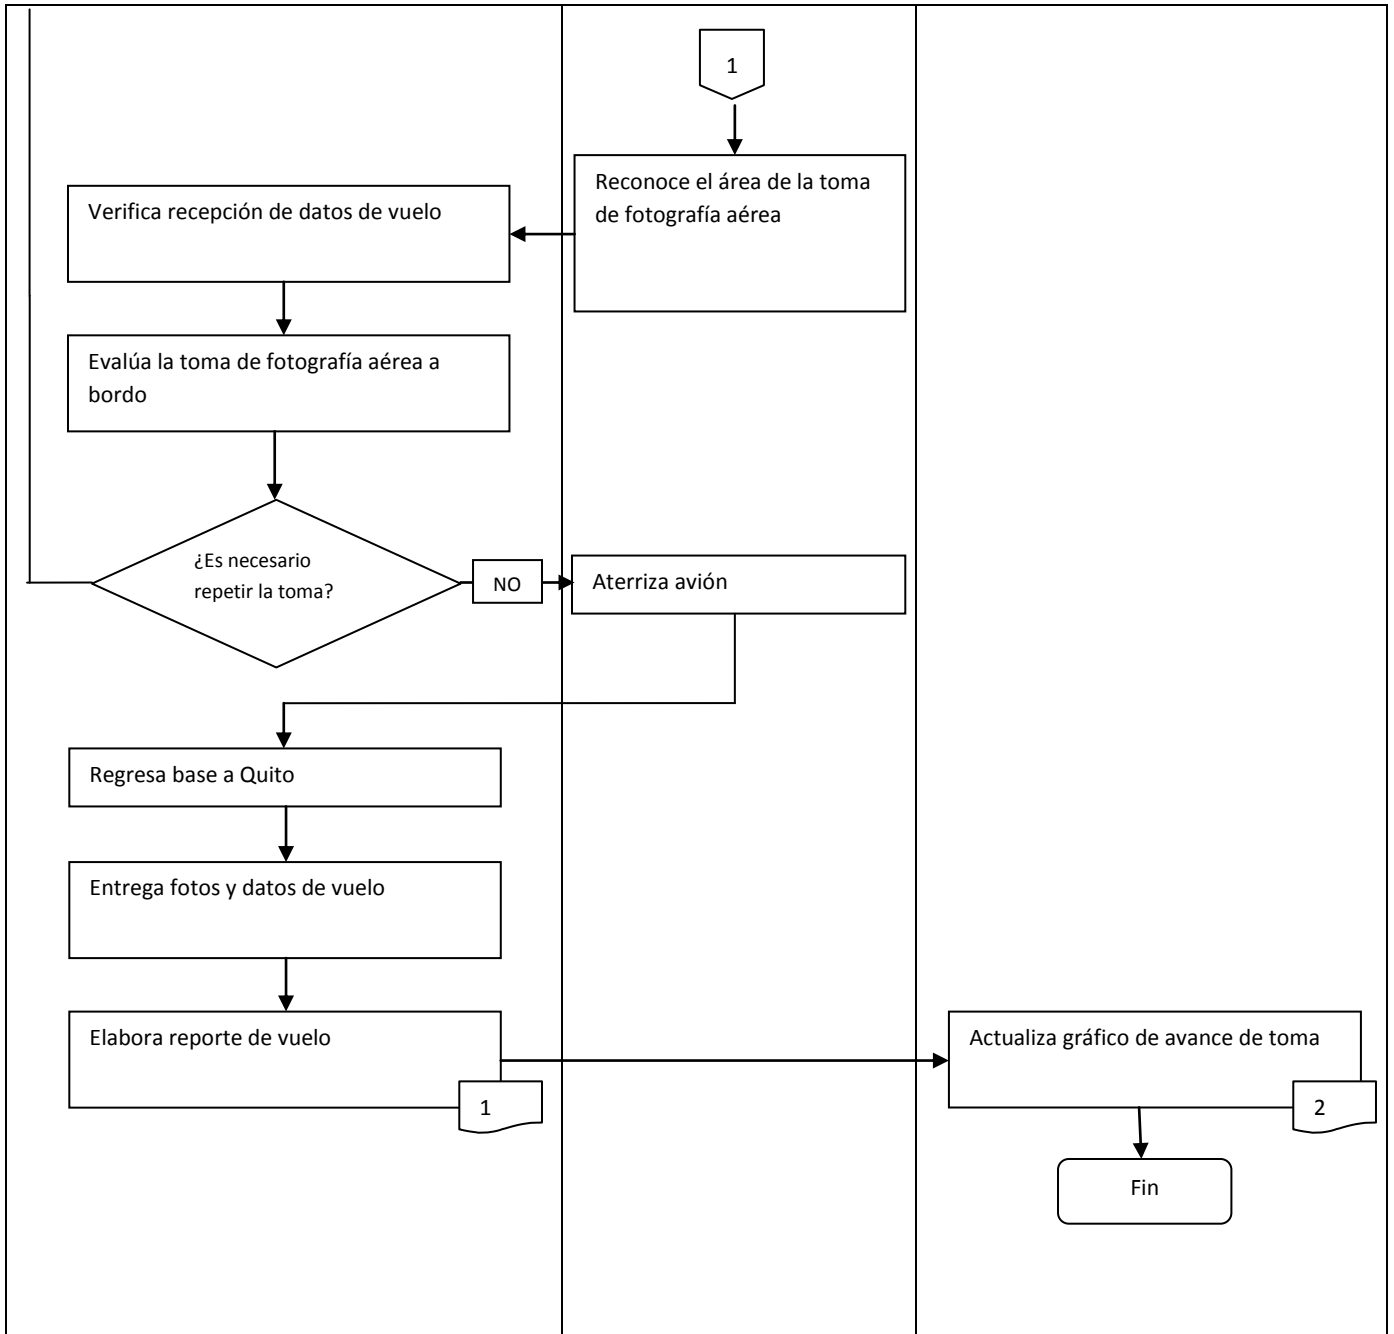 1
Reconoce el área de la toma
de fotografía aérea
Verifica recepción de datos de vuelo
Evalúa la toma de fotografía aérea a
bordo
¿Es necesario
repetir la toma?
NO
Aterriza avión
Regresa base a Quito
Entrega fotos y datos de vuelo
Elabora reporte de vuelo
1
Actualiza gráfico de avance de toma
2
Fin